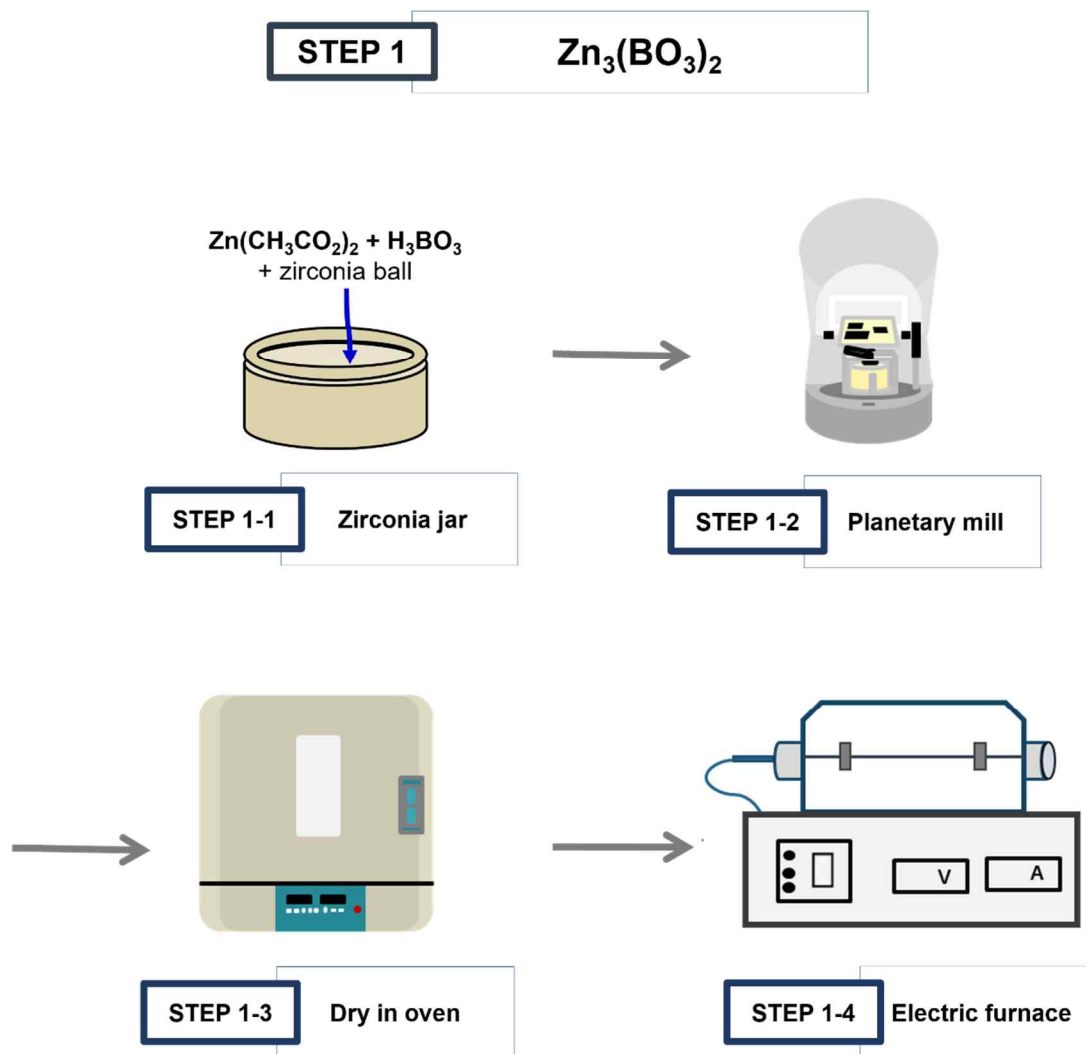 STEP 1 Zn₃(BO₃)₂
Zn(CH₃CO₂)₂ + H₃BO₃
+ zirconia ball
STEP 1-1 Zirconia jar
STEP 1-2 Planetary mill
V A
STEP 1-3 Dry in oven
STEP 1-4 Electric furnace